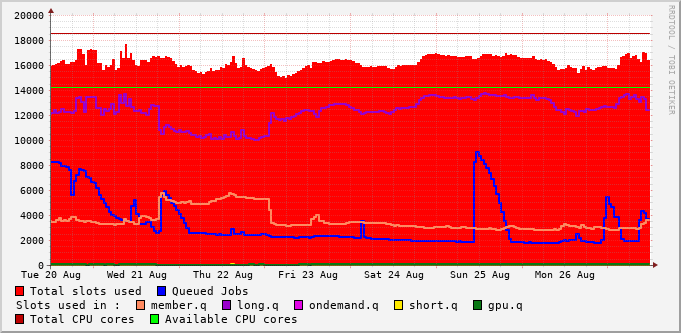 20000
18000
16000
14000
12000
10000
8000
6000
4000
2000
0
Tue 20 Aug Wed 21 Aug Thu 22 Aug Fri 23 Aug Sat 24 Aug Sun 25 Aug Mon 26 Aug
Total slots used Queued Jobs
Slots used in : member.q long.q ondemand.q short.q gpu.q
Total CPU cores Available CPU cores
RRDTOOL / TOBI OETIKER